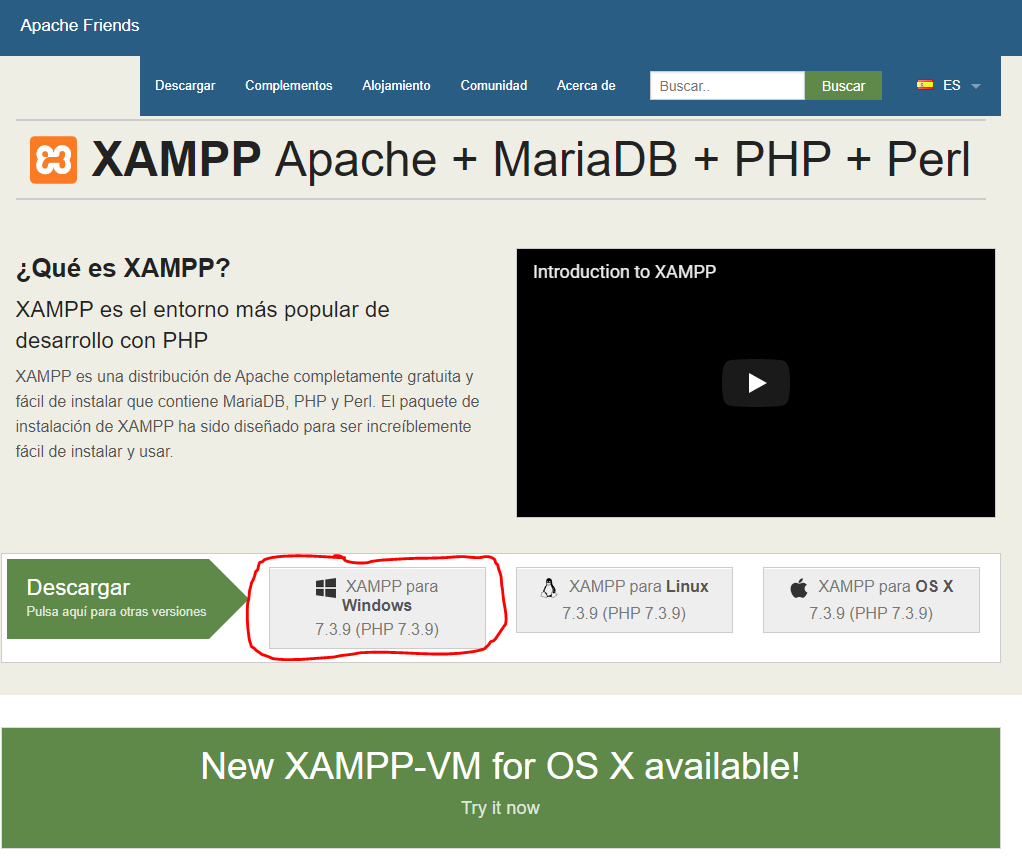 Apache Friends
Descargar Complementos Alojamiento Comunidad Acerca de Buscar.. Buscar ES
XAMPP Apache + MariaDB + PHP + Perl
¿Qué es XAMPP?
XAMPP es el entorno más popular de
desarrollo con PHP
XAMPP es una distribución de Apache completamente gratuita y
fácil de instalar que contiene MariaDB, PHP y Perl. El paquete de
instalación de XAMPP ha sido diseñado para ser increíblemente
fácil de instalar y usar.
Introduction to XAMPP
Descargar
Pulsa aquí para otras versiones
XAMPP para
Windows
7.3.9 (PHP 7.3.9)
XAMPP para Linux
7.3.9 (PHP 7.3.9)
XAMPP para OS X
7.3.9 (PHP 7.3.9)
New XAMPP-VM for OS X available!
Try it now